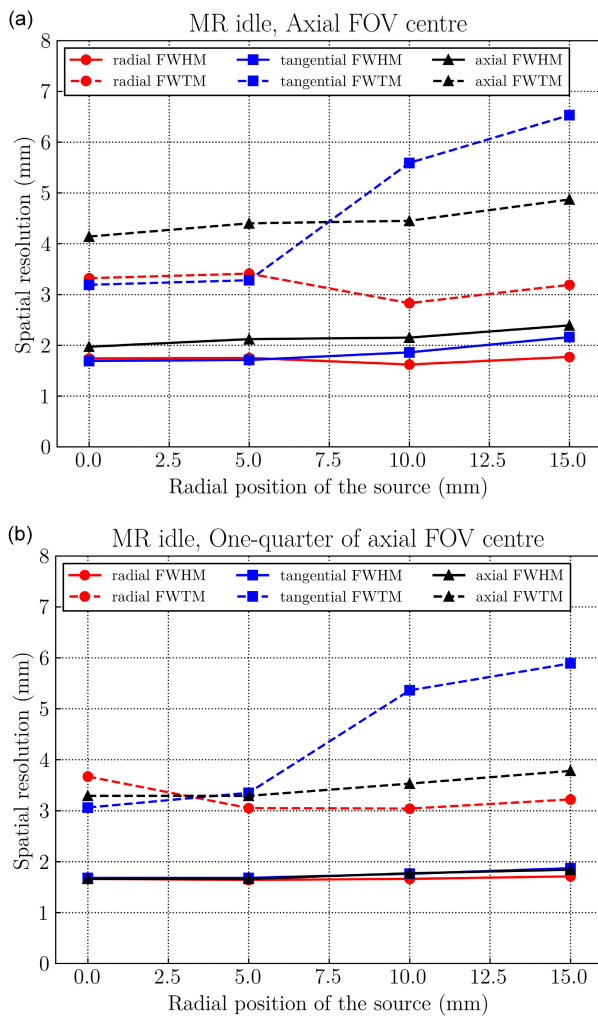 (a)
MR idle, Axial FOV centre
radial FWHM tangential FWHM axial FWHM
radial FWTM tangential FWTM axial FWTM
8
7
6
5
4
3
2
1
0
Spatial resolution (mm)
0.0 2.5 5.0 7.5 10.0 12.5 15.0
Radial position of the source (mm)
(b)
MR idle, One-quarter of axial FOV centre
radial FWHM tangential FWHM axial FWHM
radial FWTM tangential FWTM axial FWTM
8
7
6
5
4
3
2
1
0
Spatial resolution (mm)
0.0 2.5 5.0 7.5 10.0 12.5 15.0
Radial position of the source (mm)